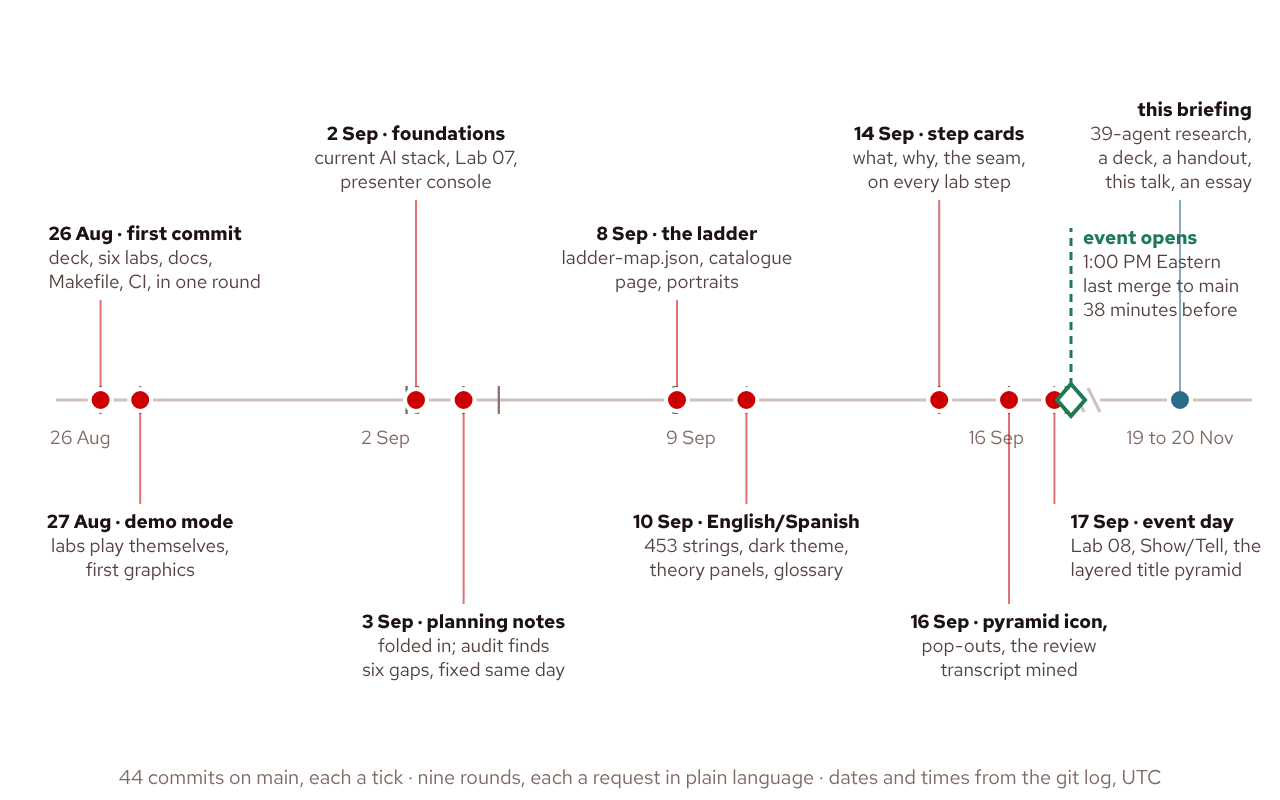 this briefing
39-agent research,
a deck, a handout,
this talk, an essay
2 Sep · foundations
current AI stack, Lab 07,
presenter console
14 Sep · step cards
what, why, the seam,
on every lab step
26 Aug · first commit
deck, six labs, docs,
Makefile, CI, in one round
8 Sep · the ladder
ladder-map.json, catalogue
page, portraits
event opens
1:00 PM Eastern
last merge to main
38 minutes before
26 Aug
2 Sep
9 Sep
16 Sep
19 to 20 Nov
27 Aug · demo mode
labs play themselves,
first graphics
10 Sep · English/Spanish
453 strings, dark theme,
theory panels, glossary
17 Sep · event day
Lab 08, Show/Tell, the
layered title pyramid
3 Sep · planning notes
folded in; audit finds
six gaps, fixed same day
16 Sep · pyramid icon,
pop-outs, the review
transcript mined
44 commits on main, each a tick · nine rounds, each a request in plain language · dates and times from the git log, UTC